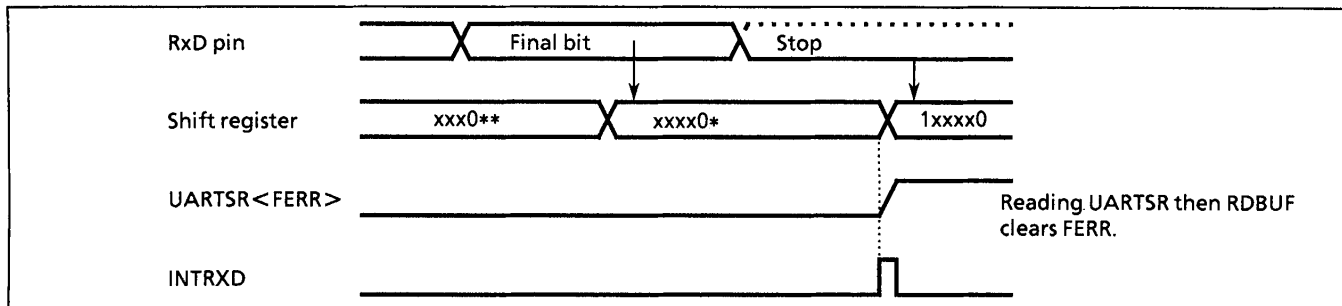 RxD pin
Final bit
Stop
Shift register
xxx0**
xxxx0*
1xxxx0
UARTSR<FERR>
Reading UARTSR then RDBUF
clears FERR.
INTRXD